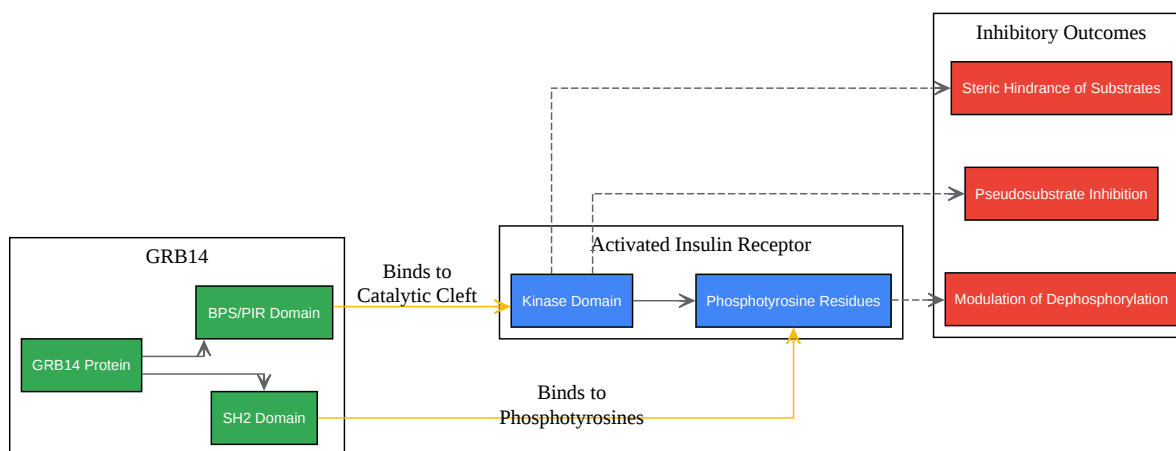 Inhibitory Outcomes
Steric Hindrance of Substrates
Pseudosubstrate Inhibition
Modulation of Dephosphorylation
Activated Insulin Receptor
Kinase Domain
Phosphotyrosine Residues
GRB14
BPS/PIR Domain
GRB14 Protein
SH2 Domain
Binds to
Catalytic Cleft
Binds to
Phosphotyrosines